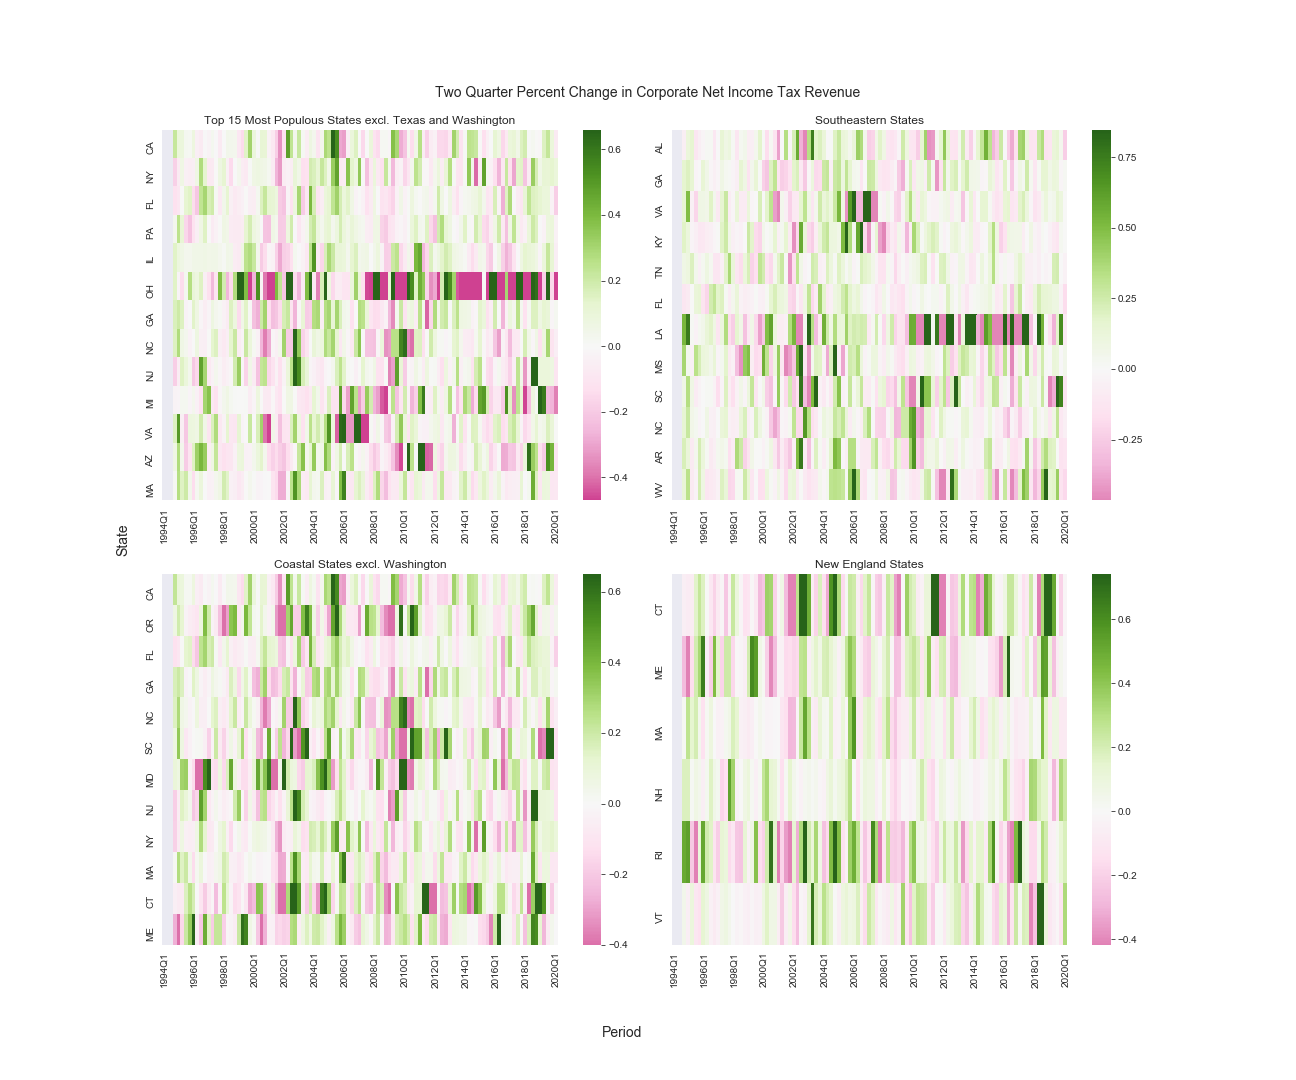 Two Quarter Percent Change in Corporate Net Income Tax Revenue
Top 15 Most Populous States excl. Texas and Washington
CA
NY
FL
PA
IL
OH
GA
NC
NJ
MI
VA
AZ
MA
1994Q1
1996Q1
1998Q1
2000Q1
2002Q1
2004Q1
2006Q1
2008Q1
2010Q1
2012Q1
2014Q1
2016Q1
2018Q1
2020Q1
0.6
0.4
0.2
0.0
−0.2
−0.4
Southeastern States
AL
GA
VA
KY
TN
FL
LA
MS
SC
NC
AR
WV
1994Q1
1996Q1
1998Q1
2000Q1
2002Q1
2004Q1
2006Q1
2008Q1
2010Q1
2012Q1
2014Q1
2016Q1
2018Q1
2020Q1
0.75
0.50
0.25
0.00
−0.25
State
Coastal States excl. Washington
CA
OR
FL
GA
NC
SC
MD
NJ
NY
MA
CT
ME
1994Q1
1996Q1
1998Q1
2000Q1
2002Q1
2004Q1
2006Q1
2008Q1
2010Q1
2012Q1
2014Q1
2016Q1
2018Q1
2020Q1
0.6
0.4
0.2
0.0
−0.2
−0.4
New England States
CT
ME
MA
NH
RI
VT
1994Q1
1996Q1
1998Q1
2000Q1
2002Q1
2004Q1
2006Q1
2008Q1
2010Q1
2012Q1
2014Q1
2016Q1
2018Q1
2020Q1
0.6
0.4
0.2
0.0
−0.2
−0.4
Period